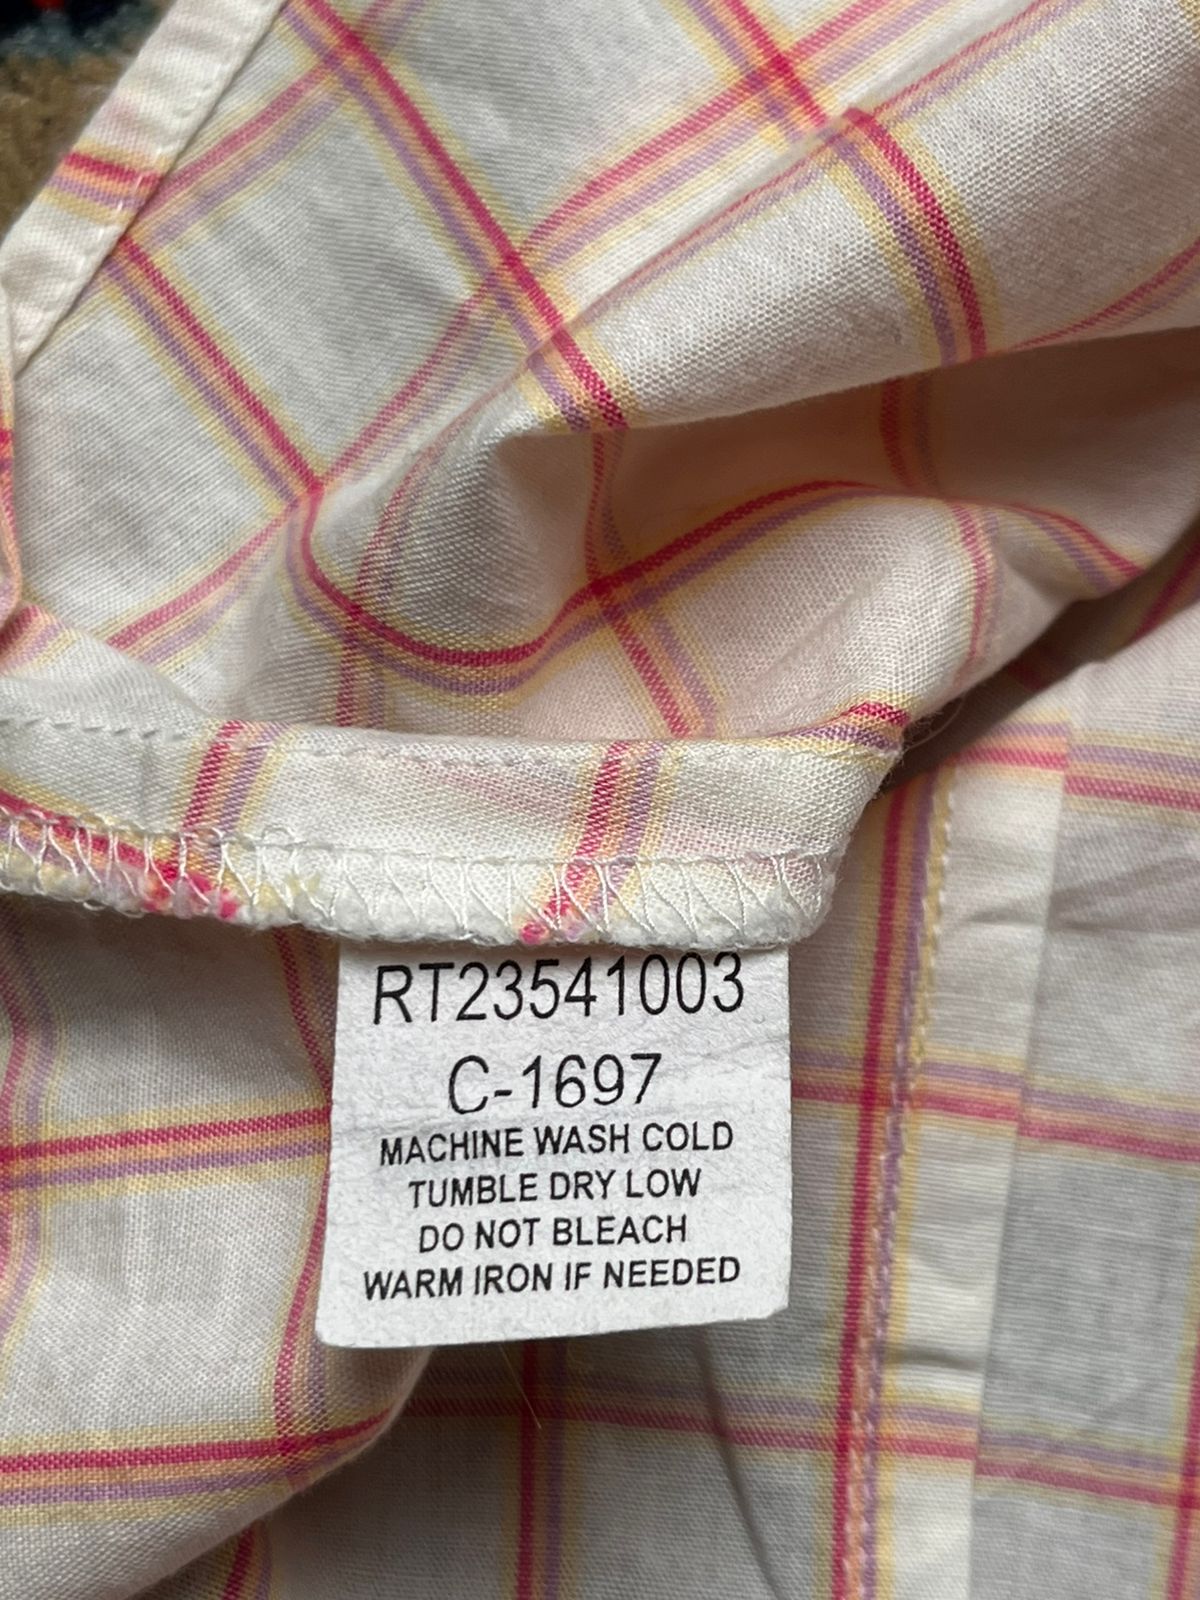 RT23541003
C-1697
MACHINE WASH COLD
TUMBLE DRY LOW
DO NOT BLEACH
WARM IRON IF NEEDED